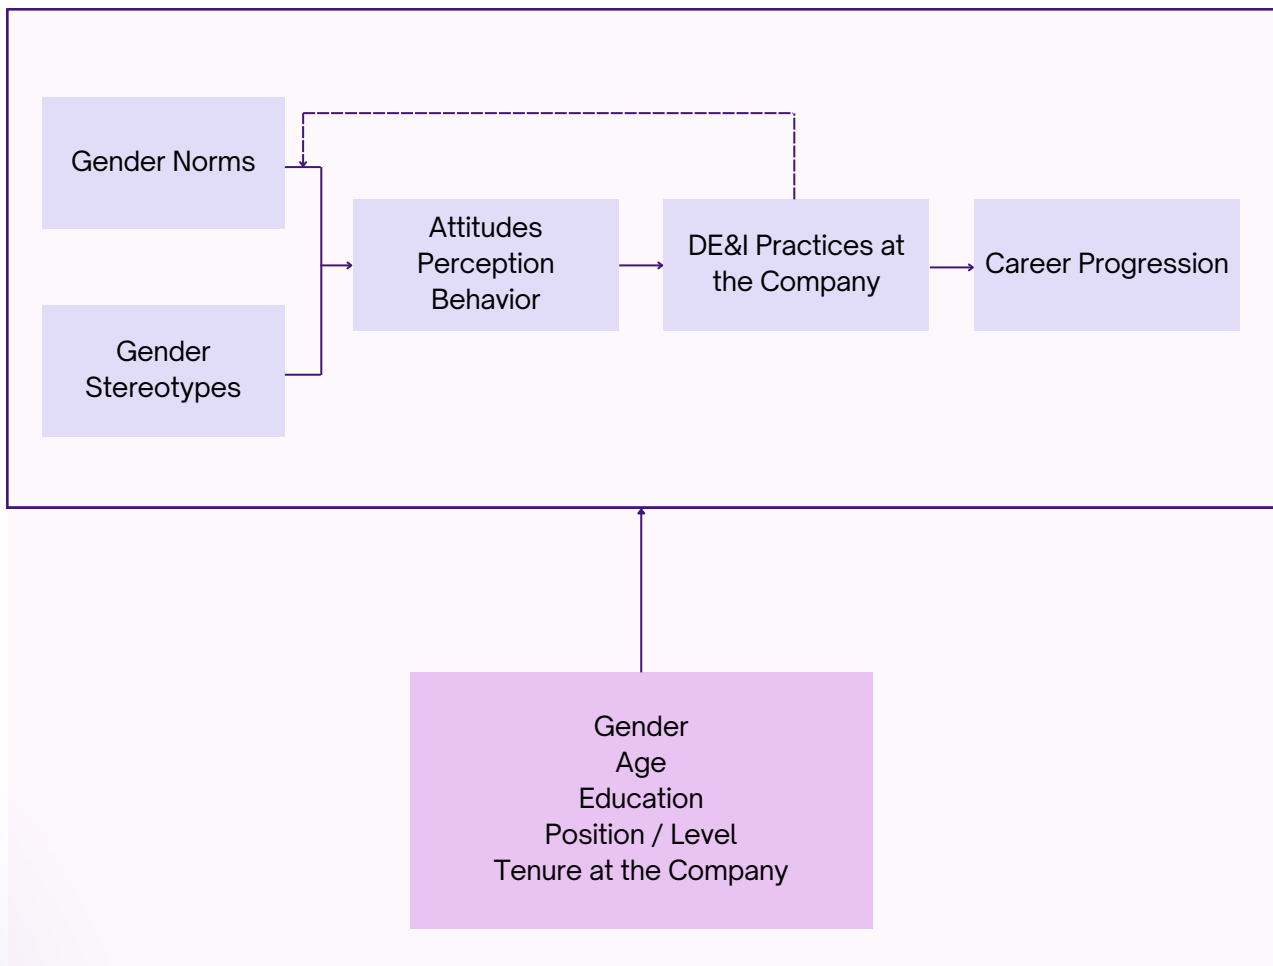 Gender Norms
Gender
Stereotypes
Attitudes
Perception
Behavior
DE&I Practices at
the Company
Career Progression
Gender
Age
Education
Position / Level
Tenure at the Company